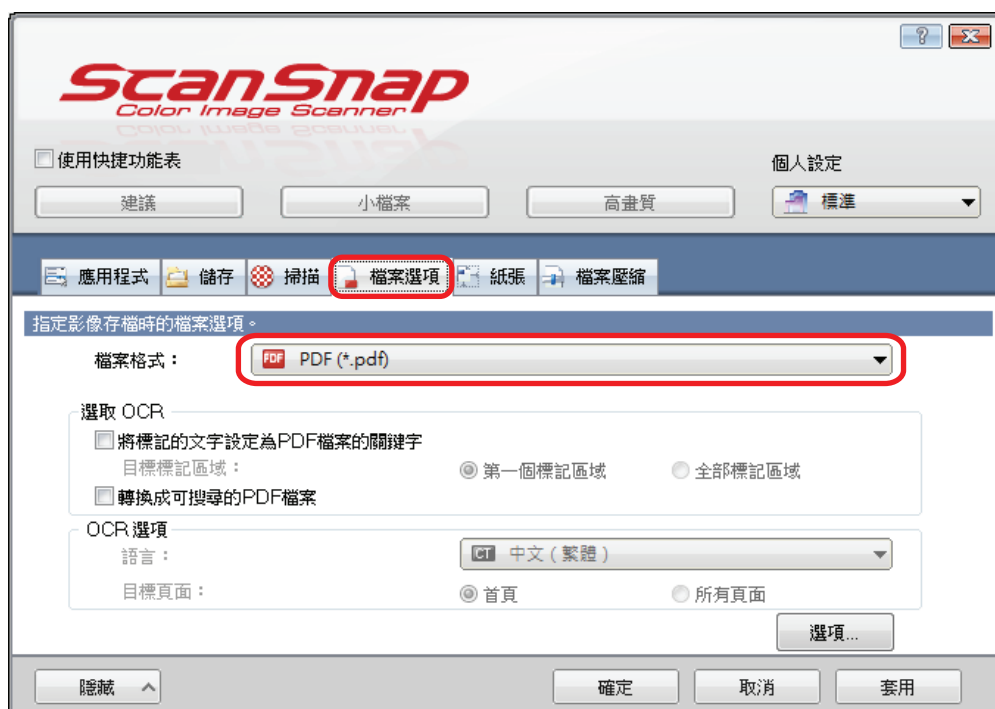 ScanSnap
Color Image Scanner
使用快捷功能表
個人設定
建議 小檔案 高畫質 標準
應用程式 儲存 掃描 檔案選項 紙張 檔案壓縮
指定影像存檔時的檔案選項。
檔案格式： PDF PDF (*.pdf)
選取 OCR
將標記的文字設定為PDF檔案的關鍵字
目標標記區域： 第一個標記區域 全部標記區域
轉換成可搜尋的PDF檔案
OCR 選項
語言： CT 中文 ( 繁體 )
目標頁面： 首頁 所有頁面
選項...
隱藏 確定 取消 套用